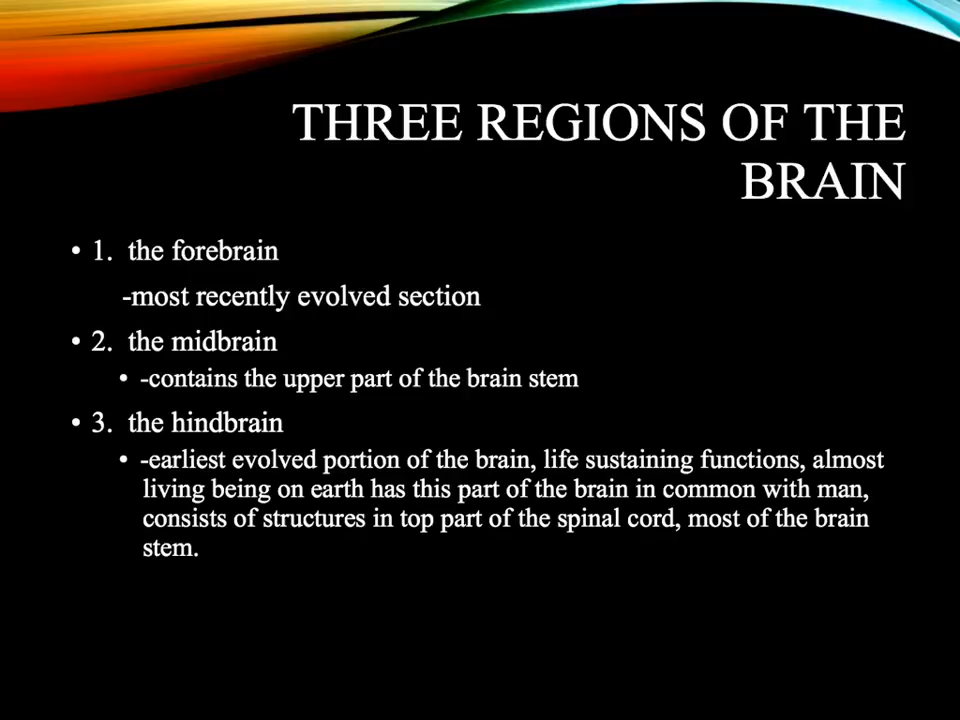 THREE REGIONS OF THE
BRAIN
• 1.  the forebrain
-most recently evolved section
• 2.  the midbrain
• -contains the upper part of the brain stem
• 3.  the hindbrain
• -earliest evolved portion of the brain, life sustaining functions, almost
living being on earth has this part of the brain in common with man,
consists of structures in top part of the spinal cord, most of the brain
stem.